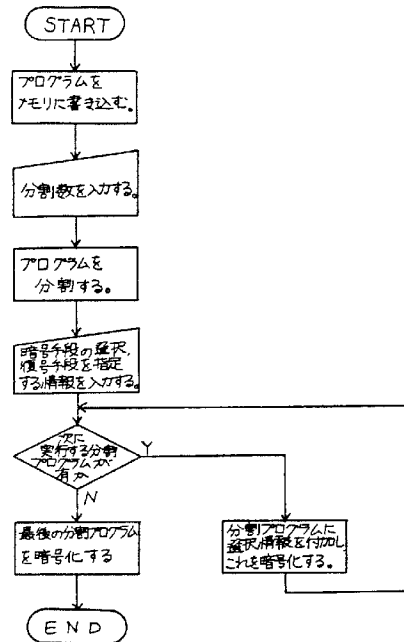 START
プログラムを
メモリに書き込む。
分割数を入力する。
プログラムを
分割する。
暗号手段の選択,
復号手段を指定
する情報を入力する。
次に
実行する分割
プログラムが
有か
Y
N
最後の分割プログラム
を暗号化する
分割プログラムに
選択情報を付加し
これを暗号化する。
END